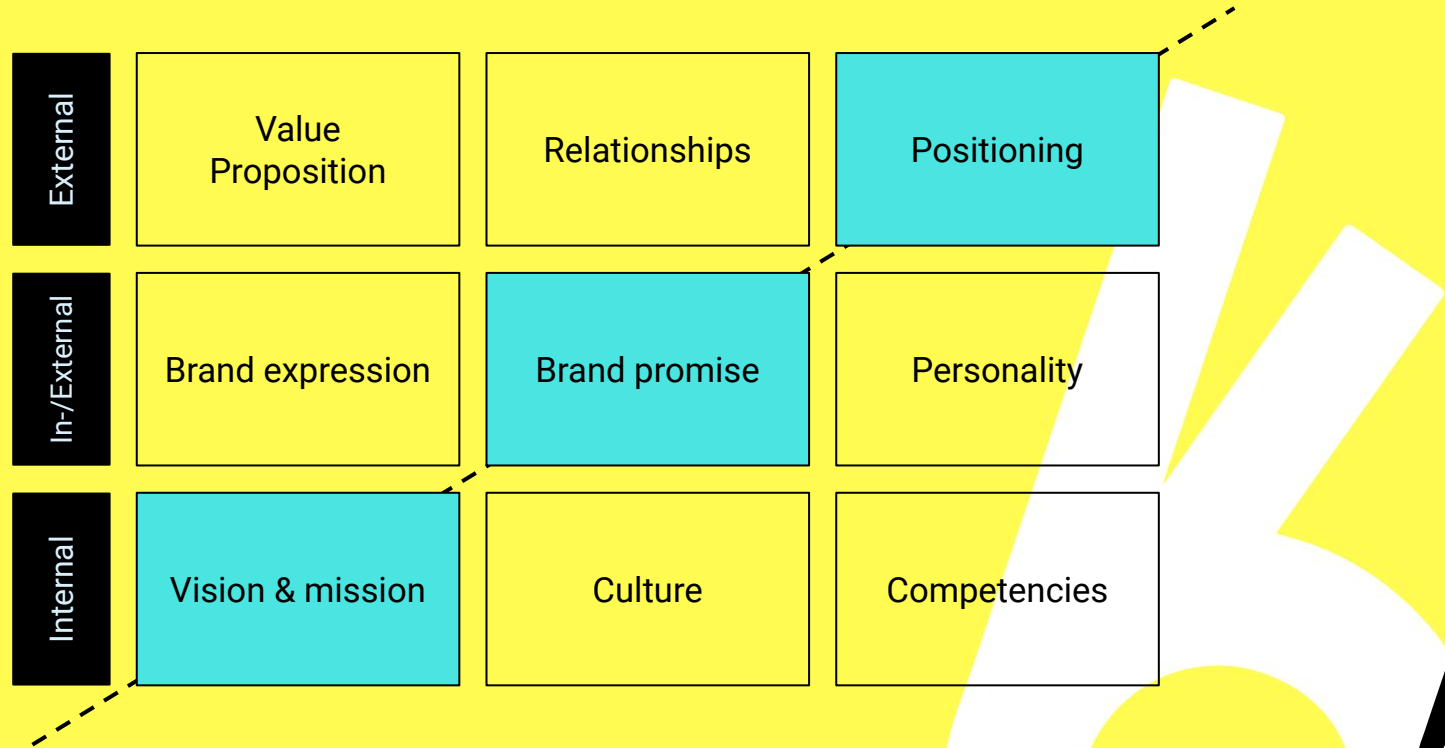 External
Value
Proposition
Relationships
Positioning
In-/External
Brand expression
Brand promise
Personality
Internal
Vision & mission
Culture
Competencies